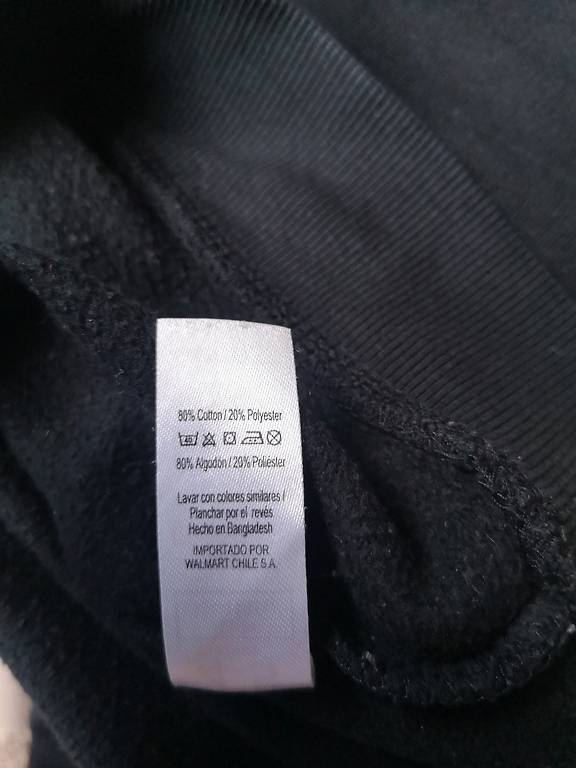 80% Cotton / 20% Polyester
80% Algodón / 20% Poliéster
Lavar con colores similares /
Planchar por el revés
Hecho en Bangladesh
IMPORTADO POR
WALMART CHILE S.A.